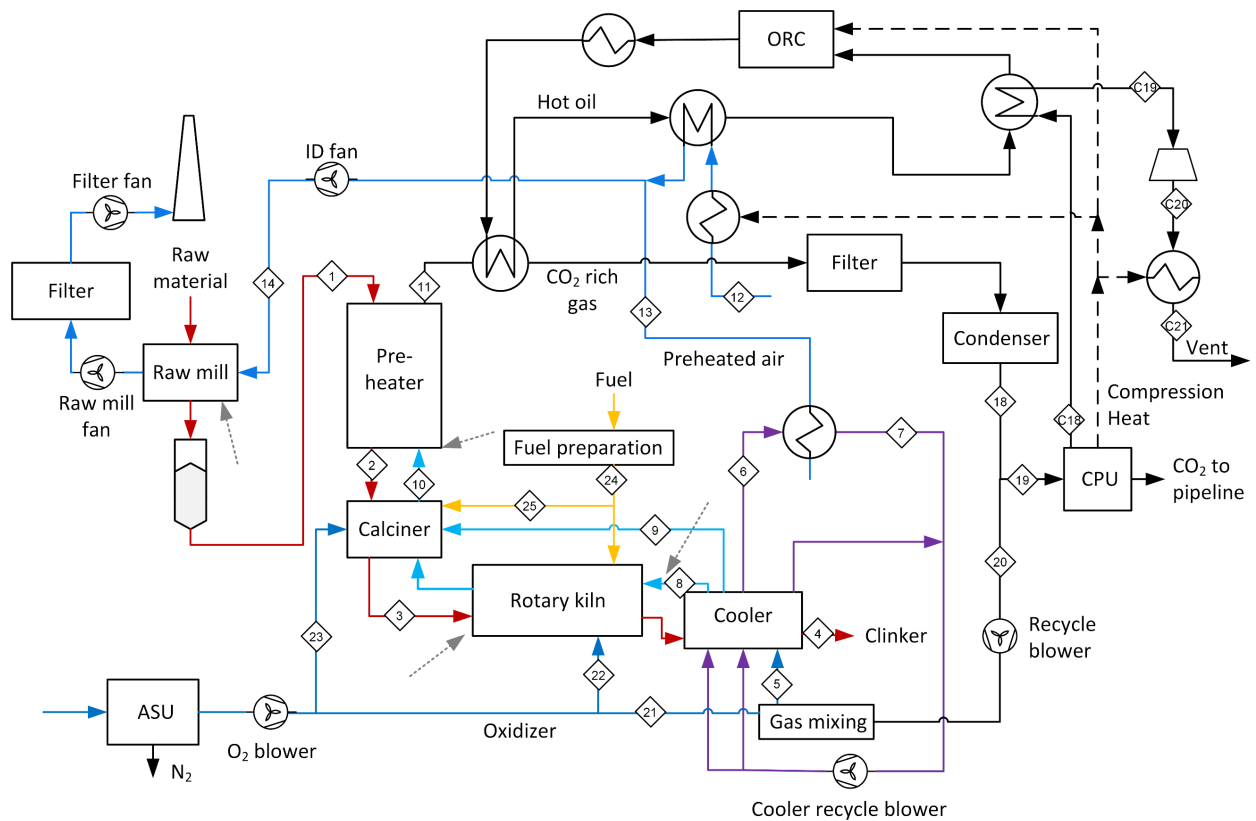 ORC
C19
Hot oil
ID fan
Filter fan
C20
Raw
material
1
11
CO2 rich
gas
Filter
14
Filter
12
13
C21
Vent
Condenser
Pre-
heater
Preheated air
Raw mill
Raw mill
fan
Fuel
Compression
Heat
18
C18
Fuel preparation
7
2
6
10
24
19
CPU
CO2 to
pipeline
25
Calciner
9
20
8
Rotary kiln
Cooler
3
4
Clinker
Recycle
blower
23
22
5
ASU
21
Gas mixing
Oxidizer
O2 blower
N2
Cooler recycle blower